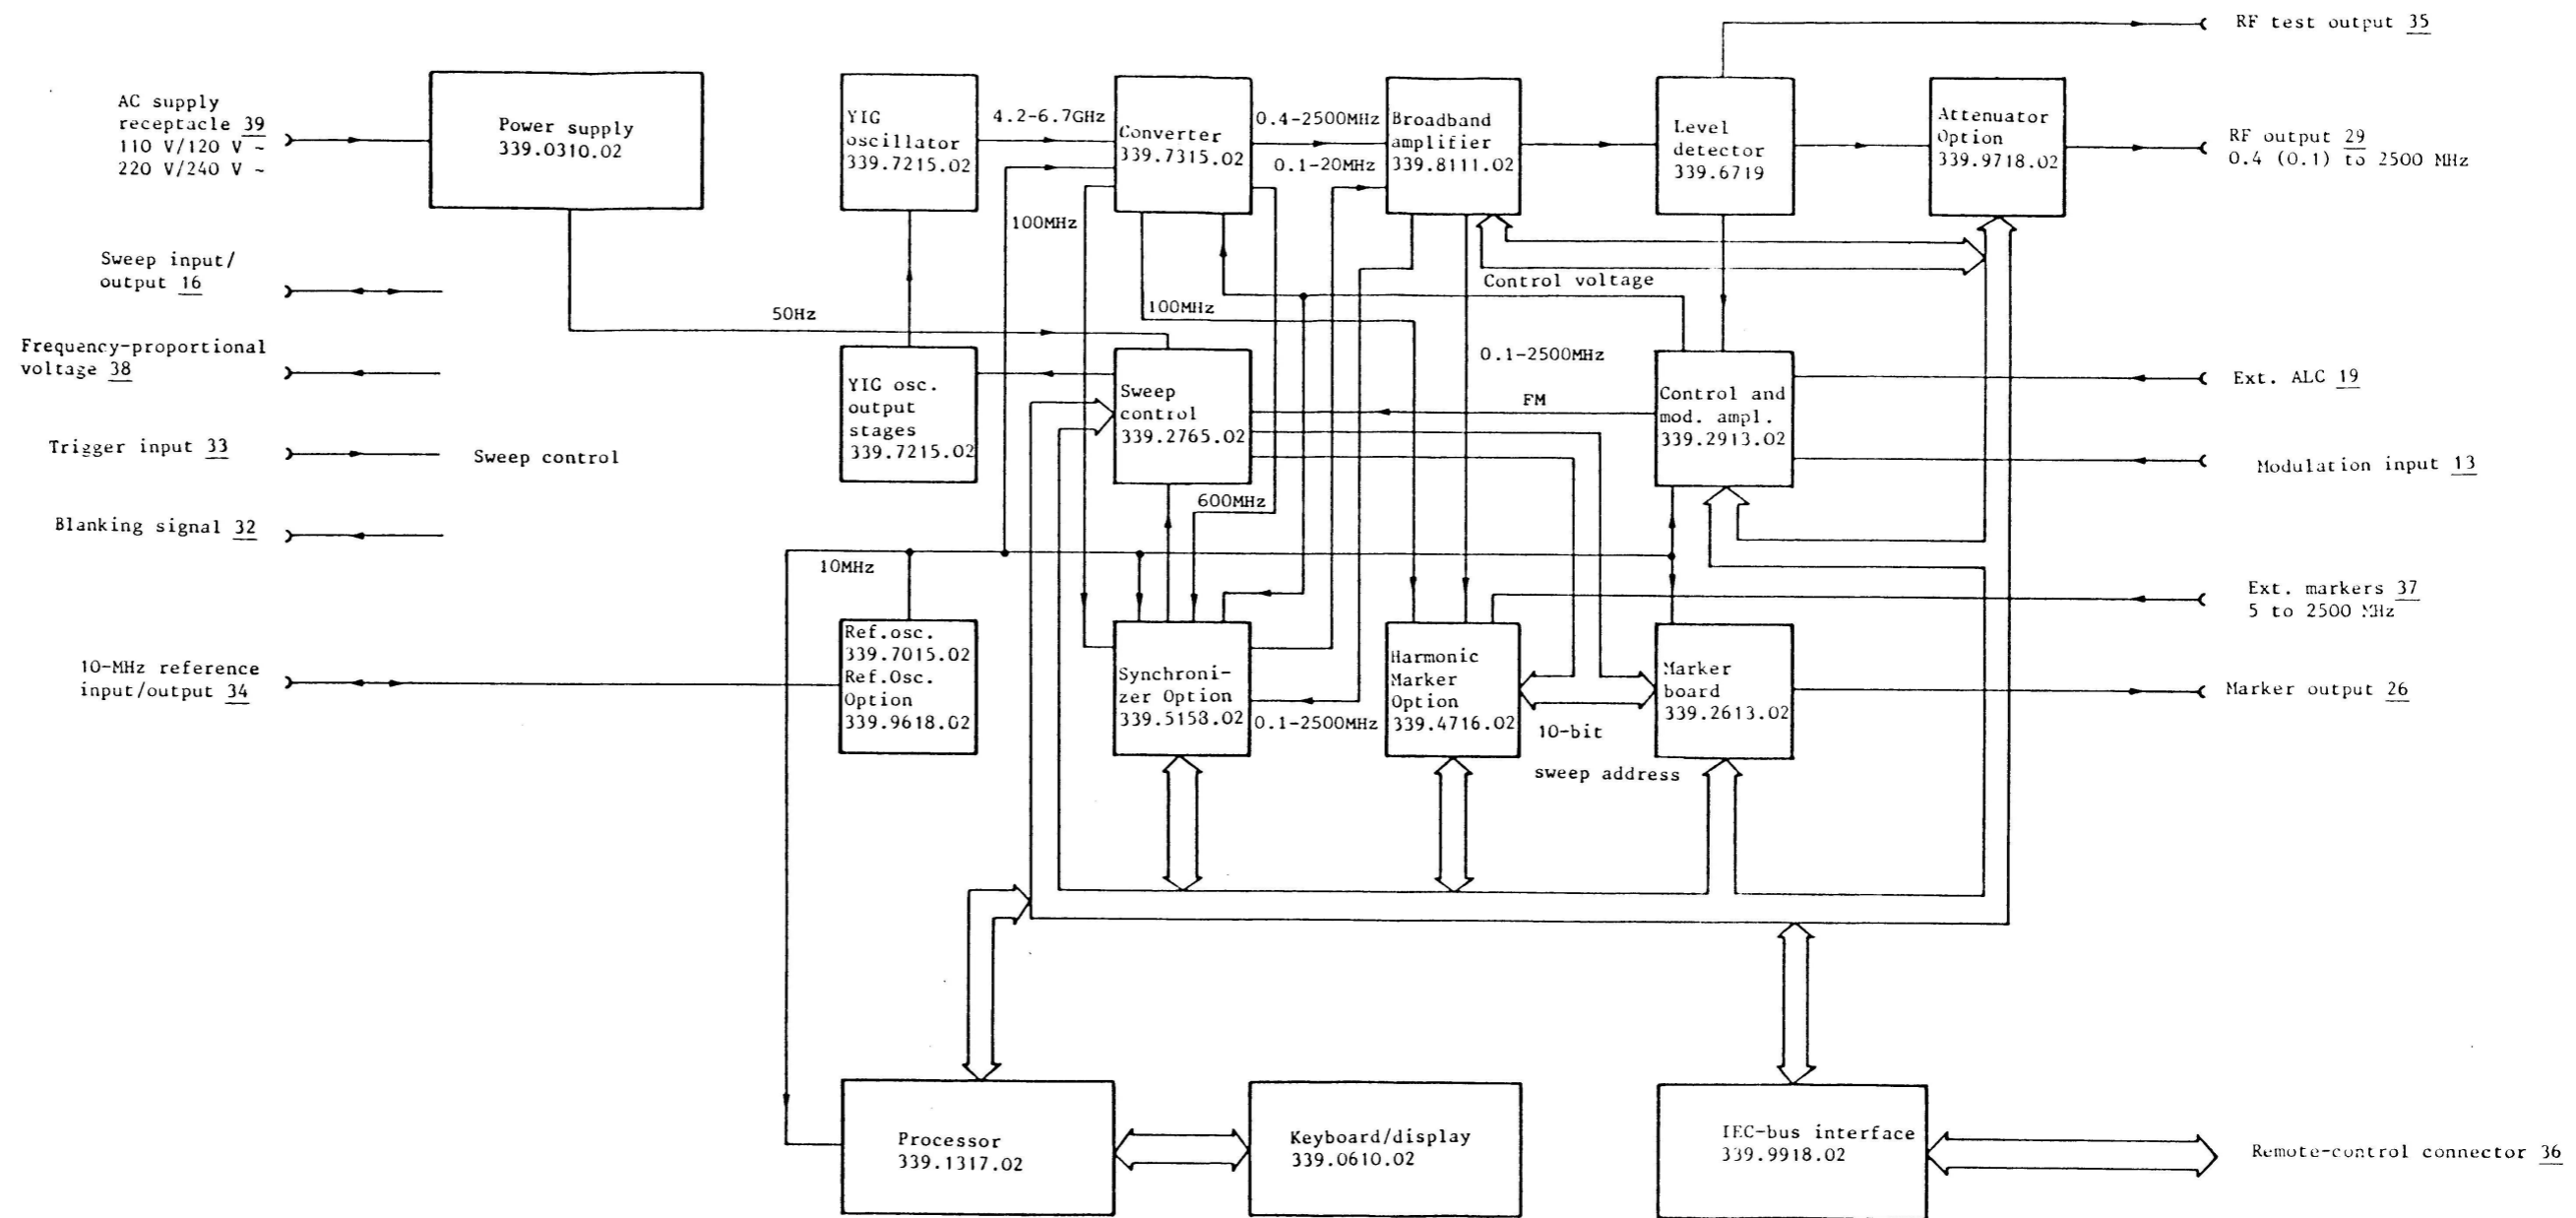 RF test output 35
AC supply
receptacle 39
110 V/120 V ~
220 V/240 V ~
Power supply
339.0310.02
YIG
oscillator
339.7215.02
4.2-6.7GHz
Converter
339.7315.02
0.4-2500MHz
0.1-20MHz
Broadband
amplifier
339.8111.02
Level
detector
339.6719
Attenuator
Option
339.9718.02
RF output 29
0.4 (0.1) to 2500 MHz
100MHz
Sweep input/
output 16
Control voltage
50Hz
100MHz
Frequency-proportional
voltage 38
0.1-2500MHz
YIG osc.
output
stages
339.7215.02
Sweep
control
339.2765.02
FM
Control and
mod. ampl.
339.2913.02
Ext. ALC 19
Trigger input 33
Sweep control
Modulation input 13
600MHz
Blanking signal 32
10MHz
Ext. markers 37
5 to 2500 MHz
10-MHz reference
input/output 34
Ref.osc.
339.7015.02
Ref.Osc.
Option
339.9618.02
Synchroni-
zer Option
339.5158.02
0.1-2500MHz
Harmonic
Marker
Option
339.4716.02
10-bit
sweep address
Marker
board
339.2613.02
Marker output 26
Processor
339.1317.02
Keyboard/display
339.0610.02
IEC-bus interface
339.9918.02
Remote-control connector 36